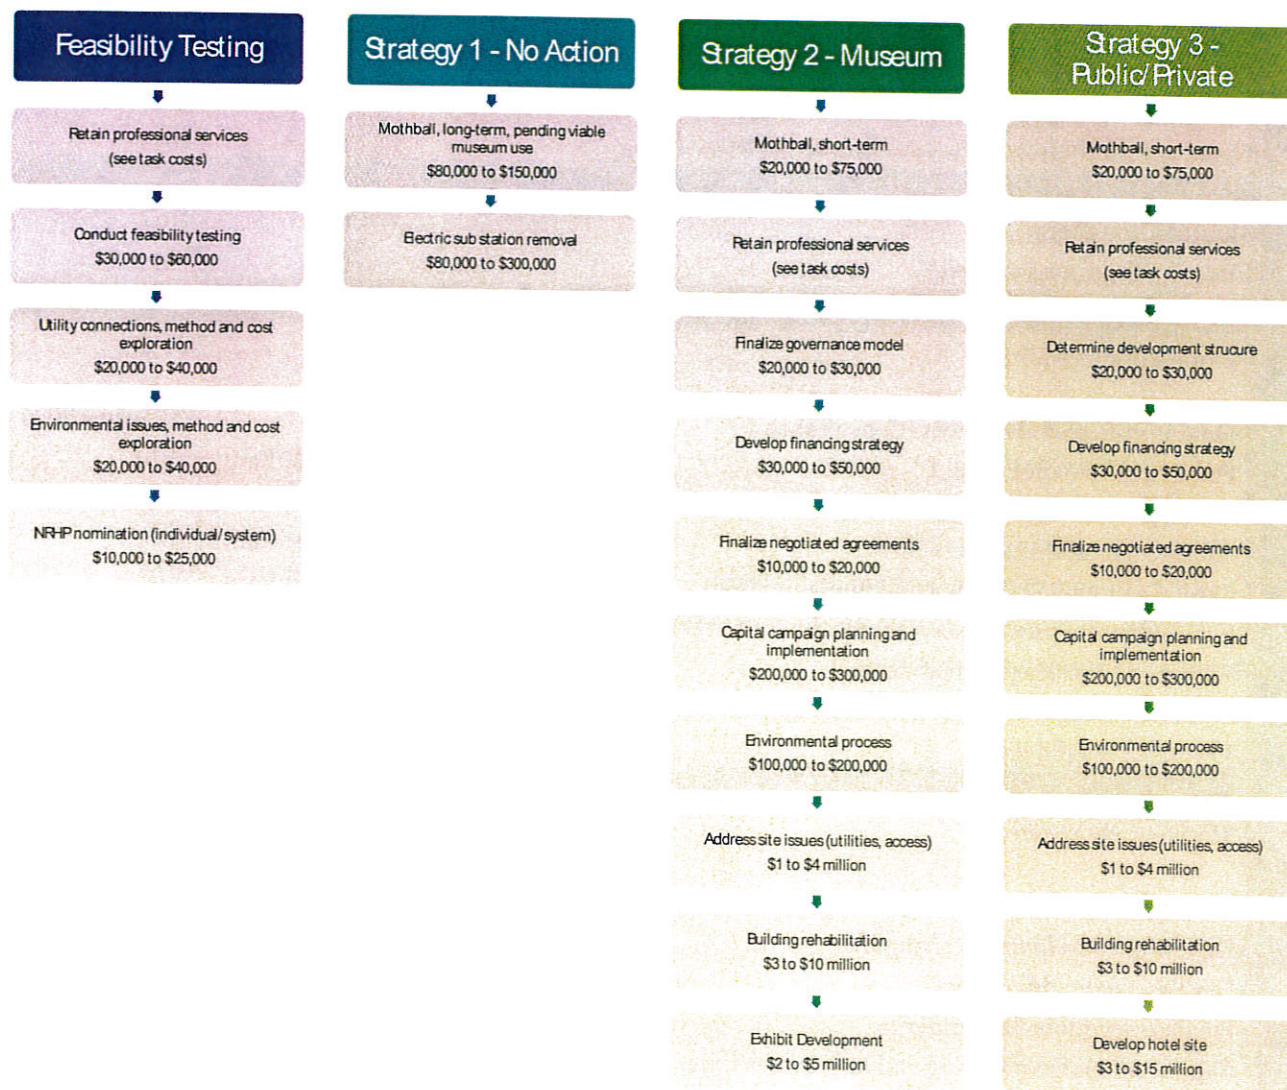 Feasibility Testing
Retain professional services
(see task costs)
Conduct feasibility testing
$30,000 to $60,000
Utility connections, method and cost
exploration
$20,000 to $40,000
Environmental issues, method and cost
exploration
$20,000 to $40,000
NRHP nomination (individual/system)
$10,000 to $25,000
Strategy 1 - No Action
Mothball, long-term, pending viable
museum use
$80,000 to $150,000
Electric sub station removal
$80,000 to $300,000
Strategy 2 - Museum
Mothball, short-term
$20,000 to $75,000
Retain professional services
(see task costs)
Finalize governance model
$20,000 to $30,000
Develop financing strategy
$30,000 to $50,000
Finalize negotiated agreements
$10,000 to $20,000
Capital campaign planning and
implementation
$200,000 to $300,000
Environmental process
$100,000 to $200,000
Address site issues (utilities, access)
$1 to $4 million
Building rehabilitation
$3 to $10 million
Exhibit Development
$2 to $5 million
Strategy 3 -
Public/Private
Mothball, short-term
$20,000 to $75,000
Retain professional services
(see task costs)
Determine development strucure
$20,000 to $30,000
Develop financing strategy
$30,000 to $50,000
Finalize negotiated agreements
$10,000 to $20,000
Capital campaign planning and
implementation
$200,000 to $300,000
Environmental process
$100,000 to $200,000
Address site issues (utilities, access)
$1 to $4 million
Building rehabilitation
$3 to $10 million
Develop hotel site
$3 to $15 million